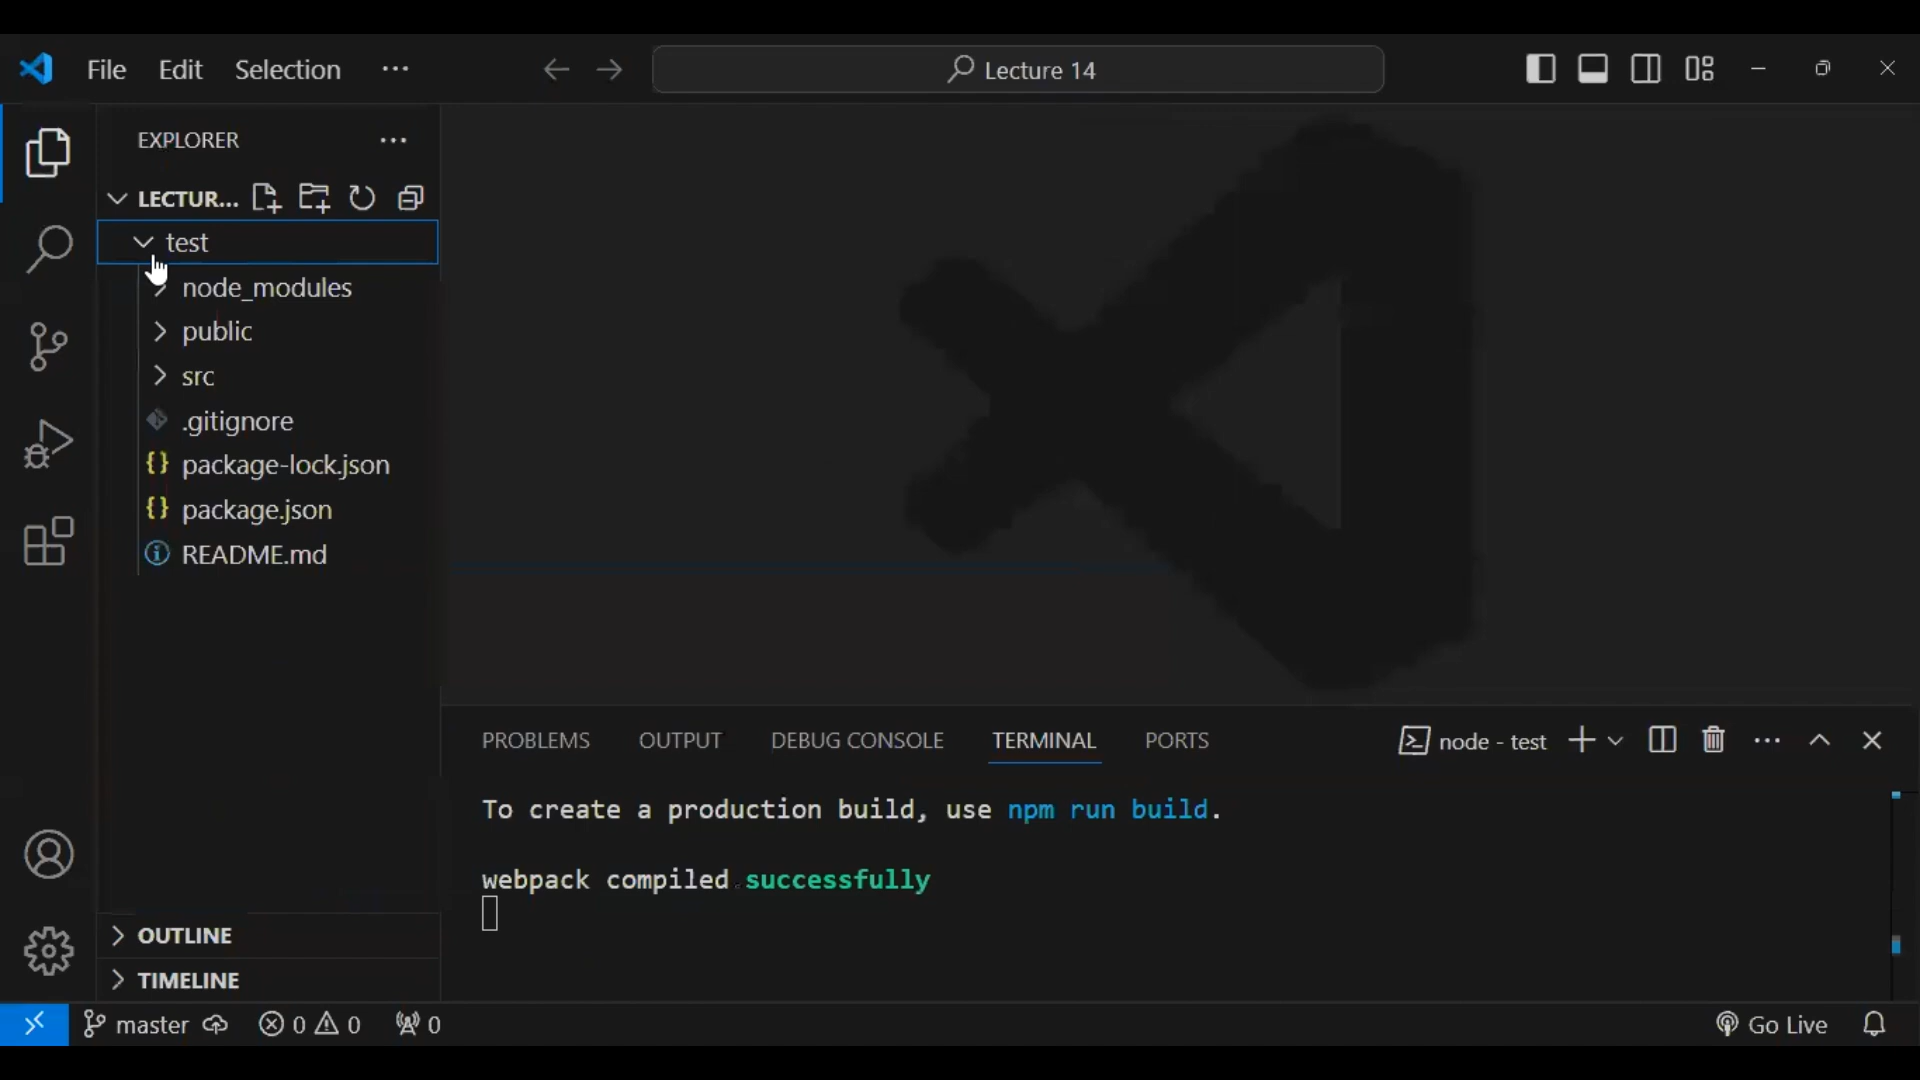 File Edit Selection ··· Lecture 14
EXPLORER ···
LECTUR...
test
node_modules
public
src
.gitignore
{} package-lock.json
{} package.json
README.md
PROBLEMS OUTPUT DEBUG CONSOLE TERMINAL PORTS node - test ···
To create a production build, use npm run build.
webpack compiled successfully
OUTLINE
TIMELINE
master 0 0 0 Go Live